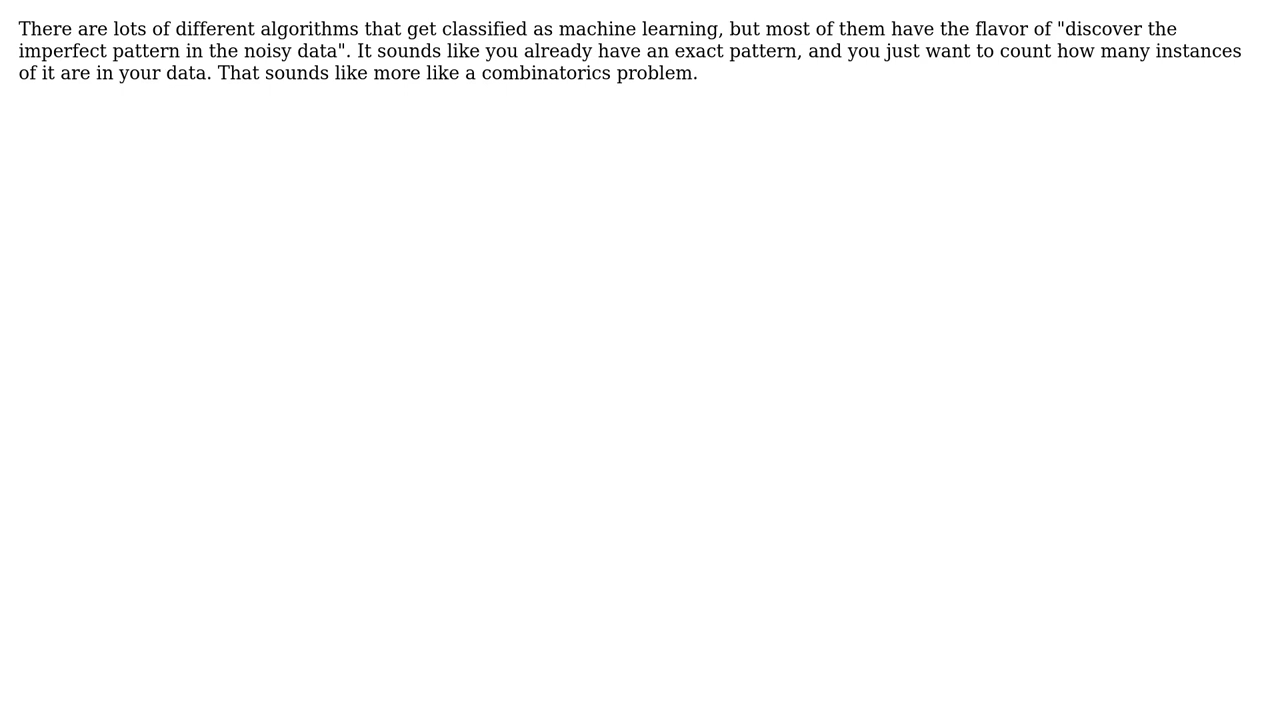 There are lots of different algorithms that get classified as machine learning, but most of them have the flavor of "discover the
imperfect pattern in the noisy data". It sounds like you already have an exact pattern, and you just want to count how many instances
of it are in your data. That sounds like more like a combinatorics problem.